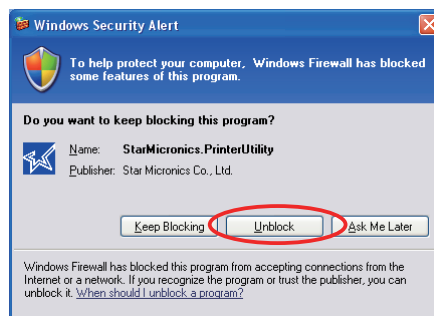 Windows Security Alert
To help protect your computer, Windows Firewall has blocked
some features of this program.
Do you want to keep blocking this program?
Name: StarMicronics.PrinterUtility
Publisher: Star Micronics Co., Ltd.
Keep Blocking Unblock Ask Me Later
Windows Firewall has blocked this program from accepting connections from the
Internet or a network. If you recognize the program or trust the publisher, you can
unblock it. When should I unblock a program?